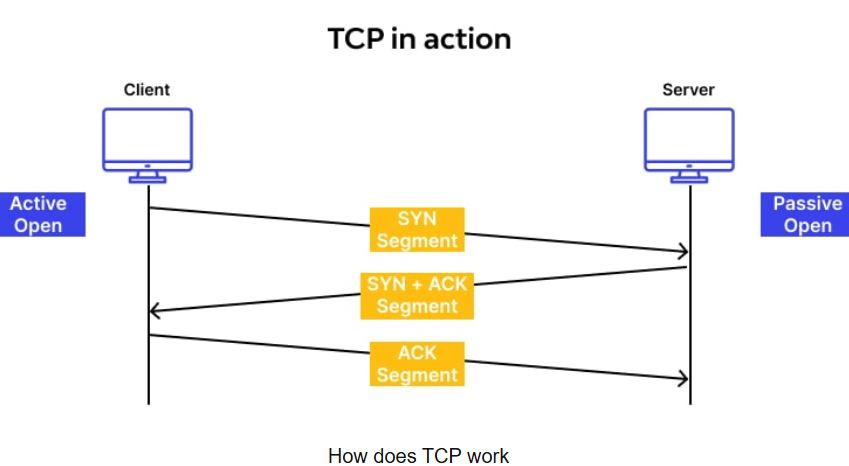 TCP in action
Client
Server
Active
Open
Passive
Open
SYN
Segment
SYN + ACK
Segment
ACK
Segment
How does TCP work